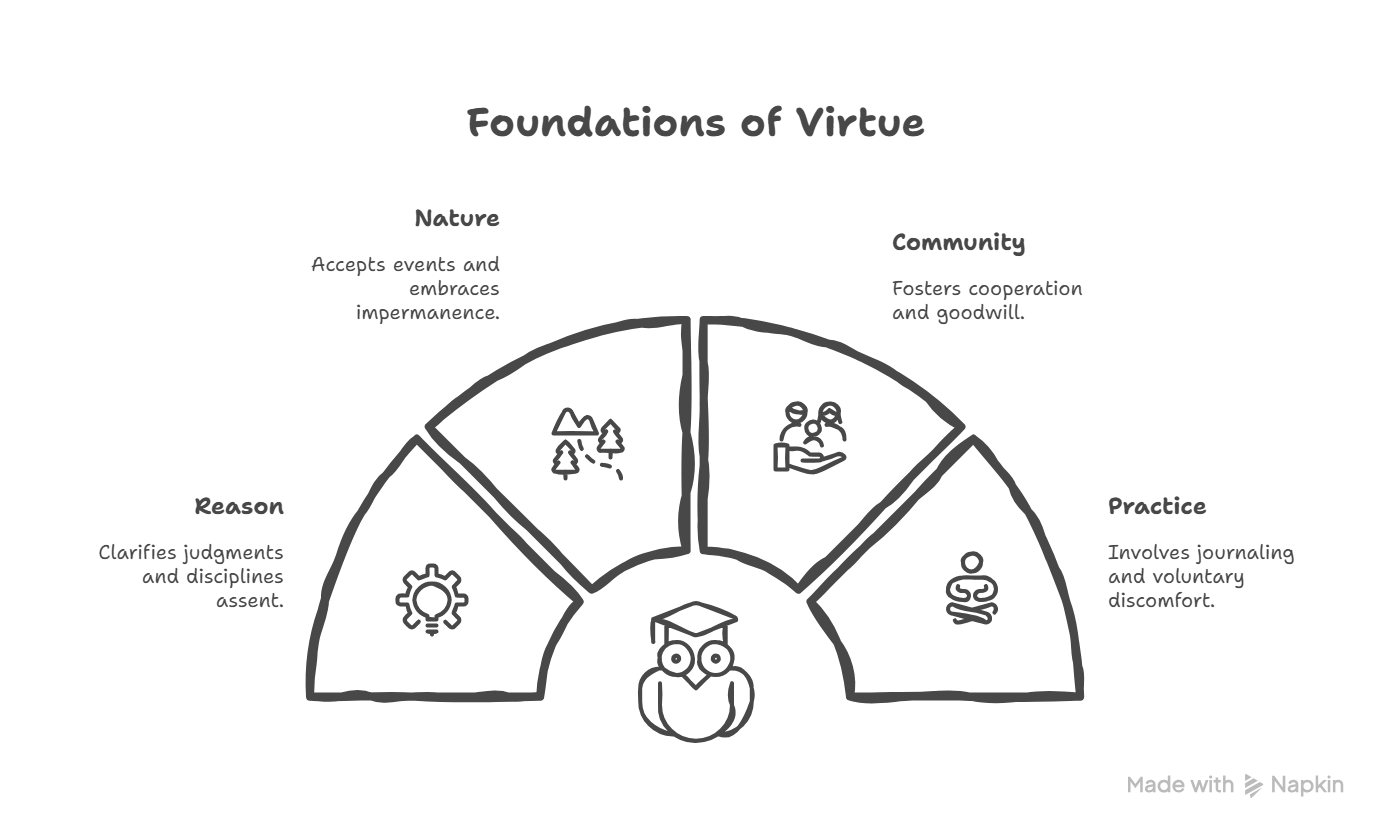 Foundations of Virtue
Nature
Accepts events and
embraces
impermanence.
Community
Fosters cooperation
and goodwill.
Reason
Clarifies judgments
and disciplines
assent.
Practice
Involves journaling
and voluntary
discomfort.
Made with Napkin